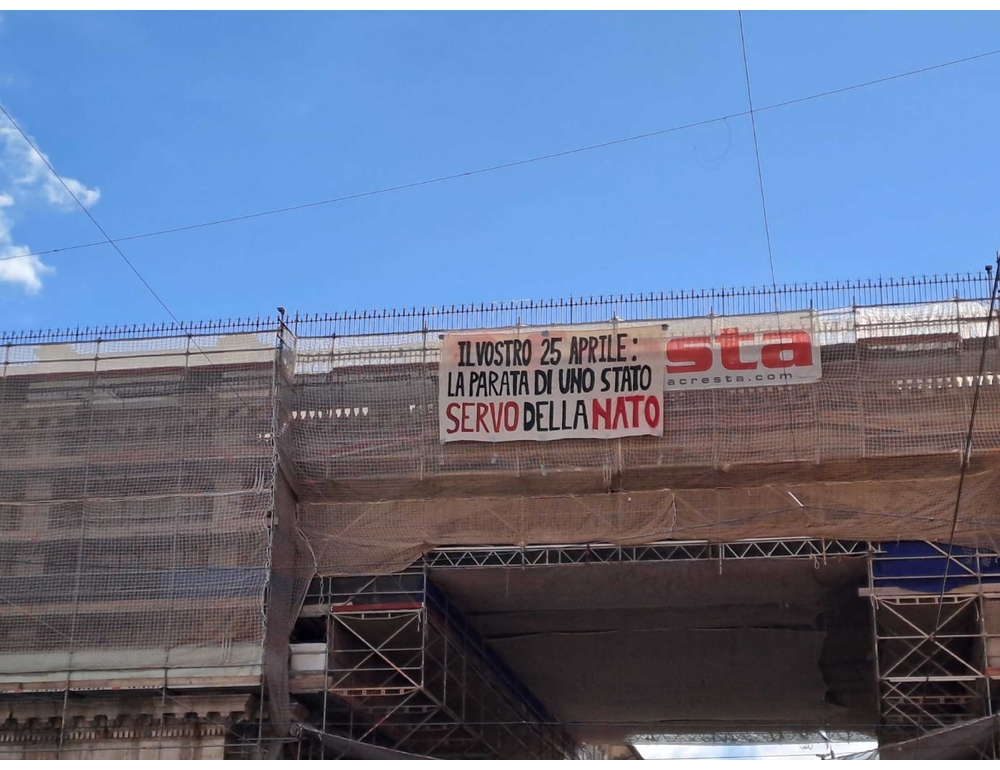 IL VOSTRO 25 APRILE:
LA PARATA DI UNO STATO
SERVO DELLA NATO
sta
acresta.com